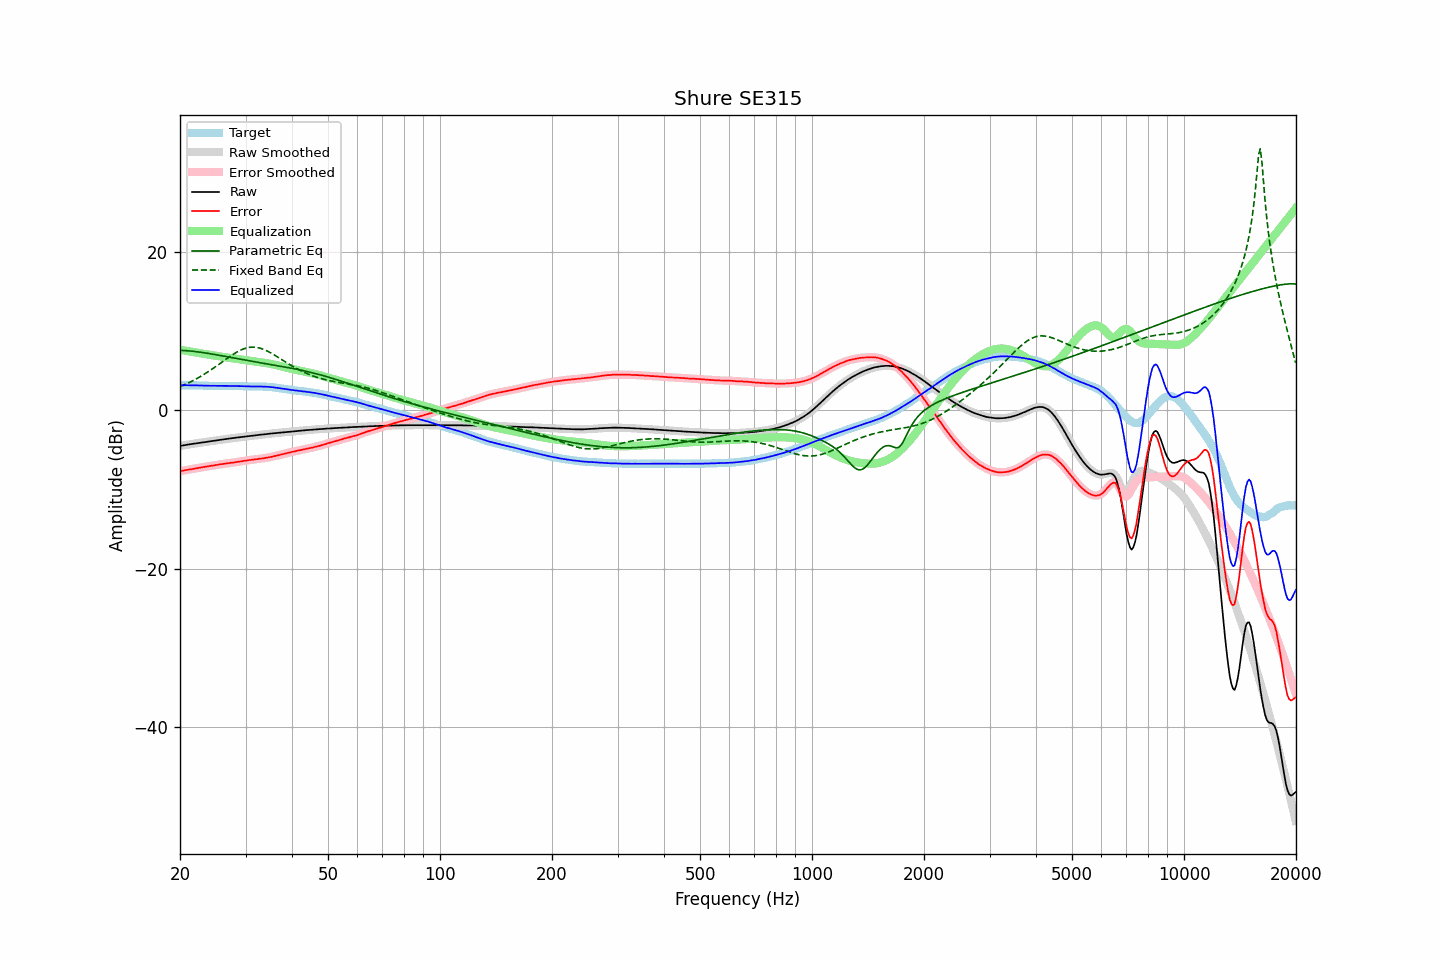 Shure SE315
Target
Raw Smoothed
Error Smoothed
Raw
Error
Equalization
Parametric Eq
Fixed Band Eq
Equalized
Amplitude (dBr)
20
0
−20
−40
20 50 100 200 500 1000 2000 5000 10000 20000
Frequency (Hz)